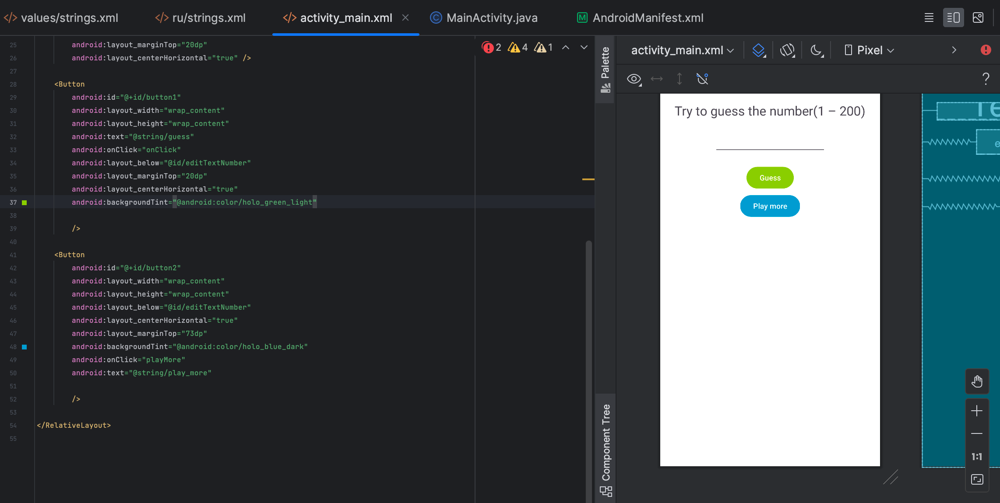 values/strings.xml
ru/strings.xml
activity_main.xml
MainActivity.java
AndroidManifest.xml
25 android:layout_marginTop="20dp"
26 android:layout_centerHorizontal="true" />
27
28 <Button
29 android:id="@+id/button1"
30 android:layout_width="wrap_content"
31 android:layout_height="wrap_content"
32 android:text="@string/guess"
33 android:onClick="onClick"
34 android:layout_below="@id/editTextNumber"
35 android:layout_marginTop="20dp"
36 android:layout_centerHorizontal="true"
37 android:backgroundTint="@android:color/holo_green_light"
38
39 />
40
41 <Button
42 android:id="@+id/button2"
43 android:layout_width="wrap_content"
44 android:layout_height="wrap_content"
45 android:layout_below="@id/editTextNumber"
46 android:layout_centerHorizontal="true"
47 android:layout_marginTop="73dp"
48 android:backgroundTint="@android:color/holo_blue_dark"
49 android:onClick="playMore"
50 android:text="@string/play_more"
51
52 />
53
54 </RelativeLayout>
55
2 4 1
Palette
Component Tree
activity_main.xml
Pixel
?
Try to guess the number(1 – 200)
Guess
Play more
Te
e
1:1